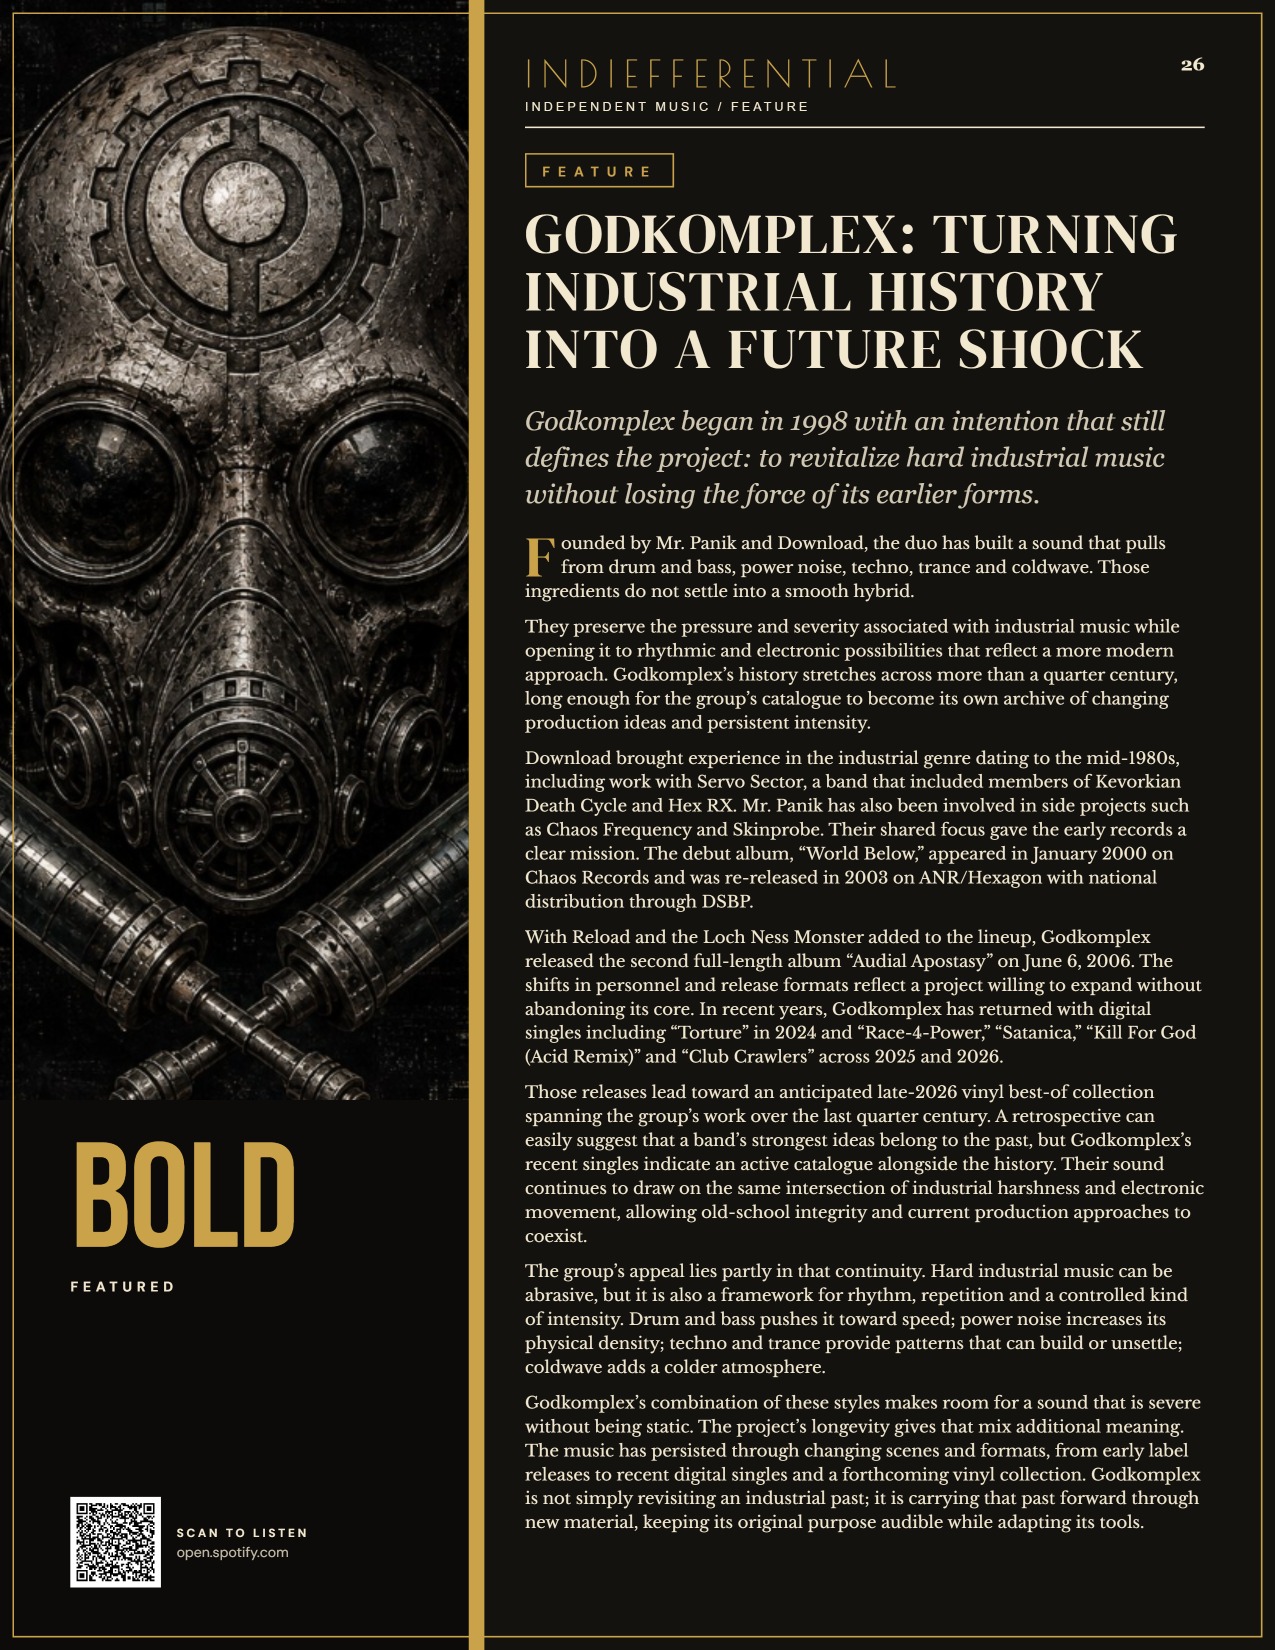 INDIEFFERENTIAL
INDEPENDENT MUSIC / FEATURE
26
FEATURE
GODKOMPLEX: TURNING
INDUSTRIAL HISTORY
INTO A FUTURE SHOCK
Godkomplex began in 1998 with an intention that still
defines the project: to revitalize hard industrial music
without losing the force of its earlier forms.
Founded by Mr. Panik and Download, the duo has built a sound that pulls
from drum and bass, power noise, techno, trance and coldwave. Those
ingredients do not settle into a smooth hybrid.
They preserve the pressure and severity associated with industrial music while
opening it to rhythmic and electronic possibilities that reflect a more modern
approach. Godkomplex’s history stretches across more than a quarter century,
long enough for the group’s catalogue to become its own archive of changing
production ideas and persistent intensity.
Download brought experience in the industrial genre dating to the mid-1980s,
including work with Servo Sector, a band that included members of Kevorkian
Death Cycle and Hex RX. Mr. Panik has also been involved in side projects such
as Chaos Frequency and Skinprobe. Their shared focus gave the early records a
clear mission. The debut album, “World Below,” appeared in January 2000 on
Chaos Records and was re-released in 2003 on ANR/Hexagon with national
distribution through DSBP.
With Reload and the Loch Ness Monster added to the lineup, Godkomplex
released the second full-length album “Audial Apostasy” on June 6, 2006. The
shifts in personnel and release formats reflect a project willing to expand without
abandoning its core. In recent years, Godkomplex has returned with digital
singles including “Torture” in 2024 and “Race-4-Power,” “Satanica,” “Kill For God
(Acid Remix)” and “Club Crawlers” across 2025 and 2026.
Those releases lead toward an anticipated late-2026 vinyl best-of collection
spanning the group’s work over the last quarter century. A retrospective can
easily suggest that a band’s strongest ideas belong to the past, but Godkomplex’s
recent singles indicate an active catalogue alongside the history. Their sound
continues to draw on the same intersection of industrial harshness and electronic
movement, allowing old-school integrity and current production approaches to
coexist.
The group’s appeal lies partly in that continuity. Hard industrial music can be
abrasive, but it is also a framework for rhythm, repetition and a controlled kind
of intensity. Drum and bass pushes it toward speed; power noise increases its
physical density; techno and trance provide patterns that can build or unsettle;
coldwave adds a colder atmosphere.
Godkomplex’s combination of these styles makes room for a sound that is severe
without being static. The project’s longevity gives that mix additional meaning.
The music has persisted through changing scenes and formats, from early label
releases to recent digital singles and a forthcoming vinyl collection. Godkomplex
is not simply revisiting an industrial past; it is carrying that past forward through
new material, keeping its original purpose audible while adapting its tools.
BOLD
FEATURED
SCAN TO LISTEN
open.spotify.com